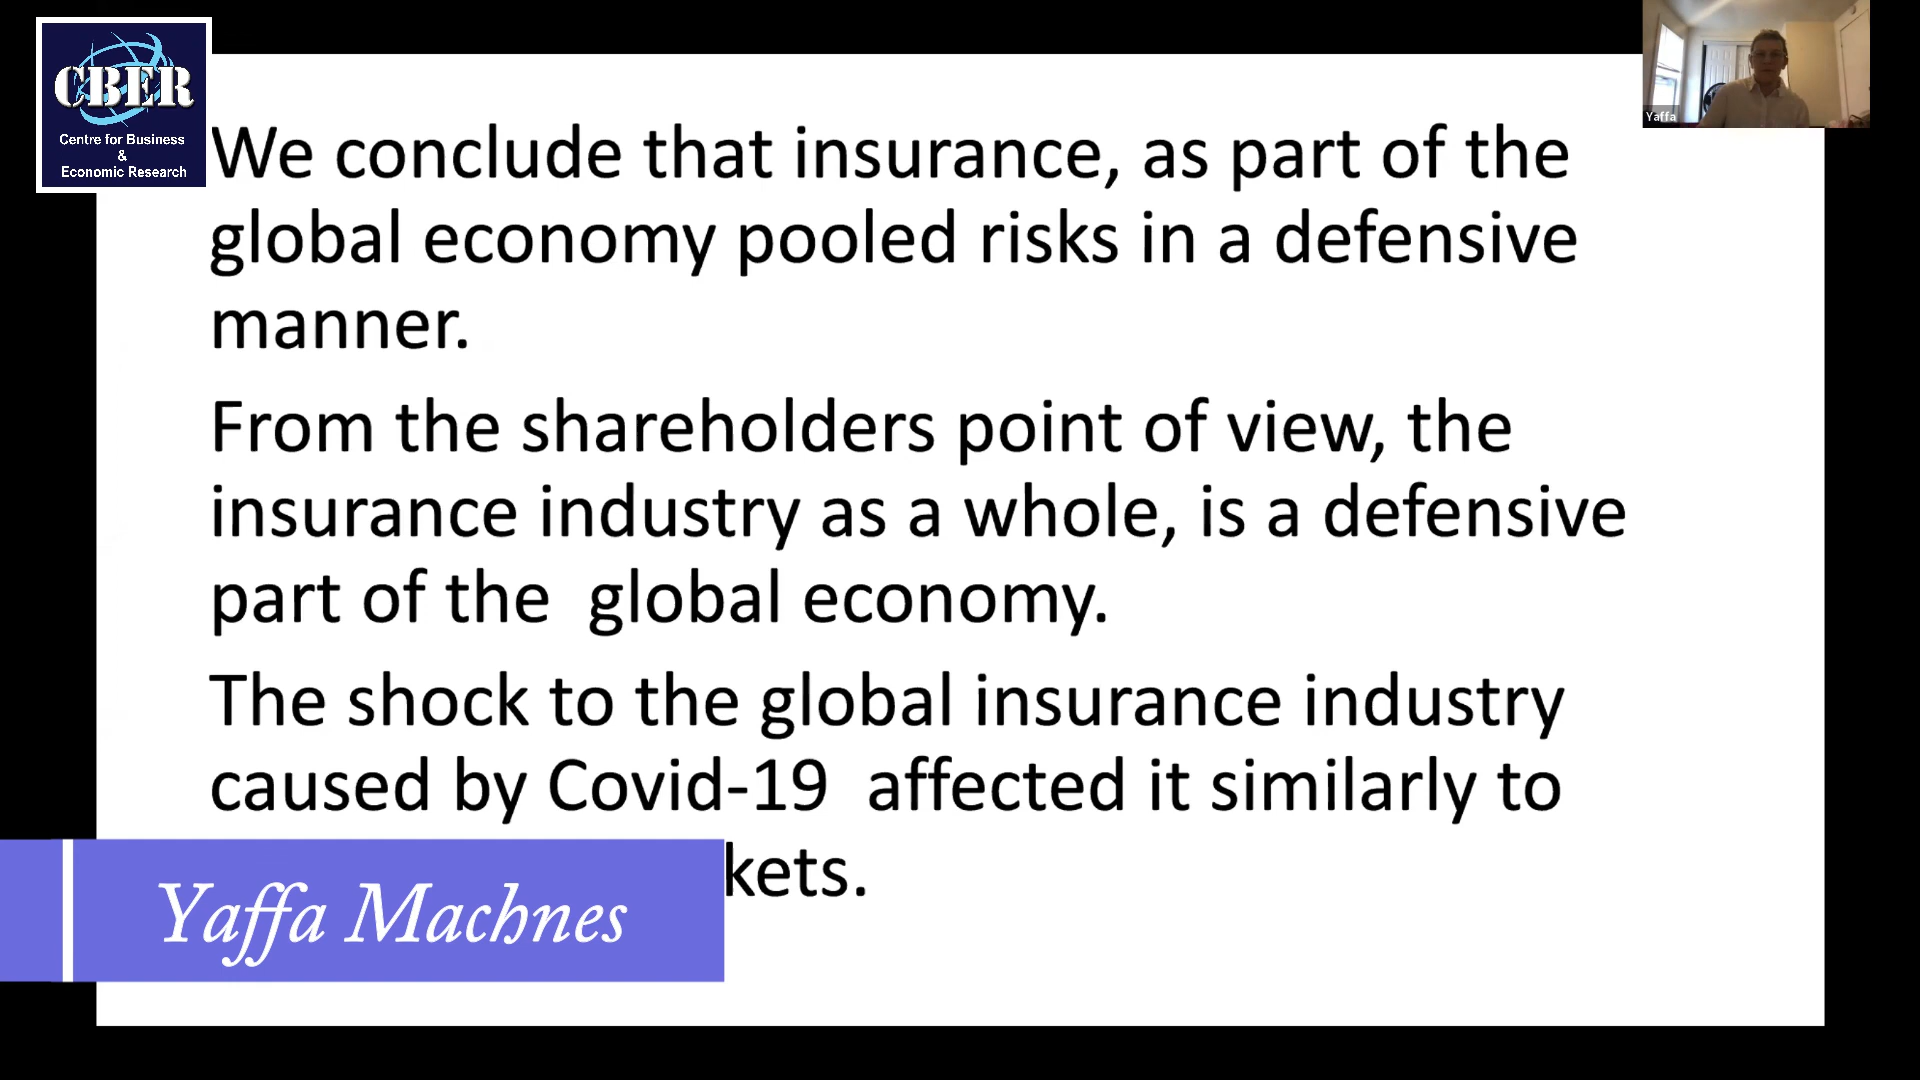 CBER
Centre for Business
&
Economic Research
Yaffa
We conclude that insurance, as part of the
global economy pooled risks in a defensive
manner.
From the shareholders point of view, the
insurance industry as a whole, is a defensive
part of the  global economy.
The shock to the global insurance industry
caused by Covid-19  affected it similarly to
kets.
Yaffa Machnes